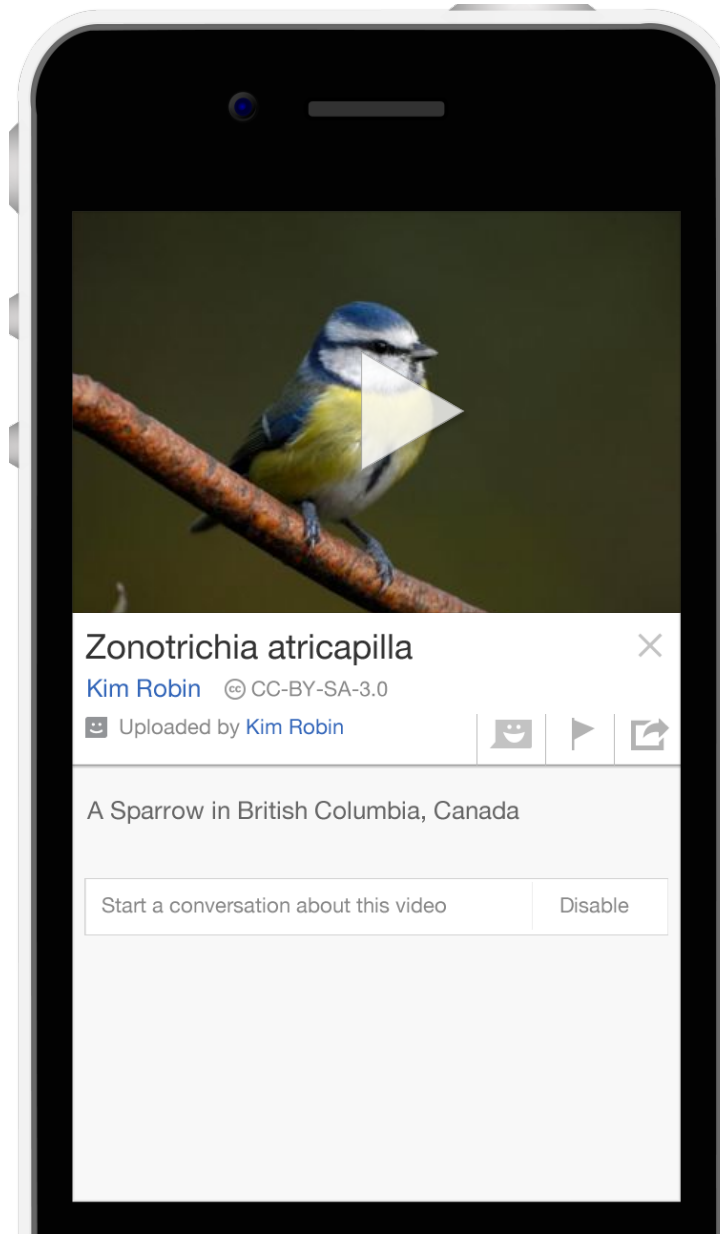 Zonotrichia atricapilla
Kim Robin cc CC-BY-SA-3.0
Uploaded by Kim Robin
A Sparrow in British Columbia, Canada
Start a conversation about this video Disable